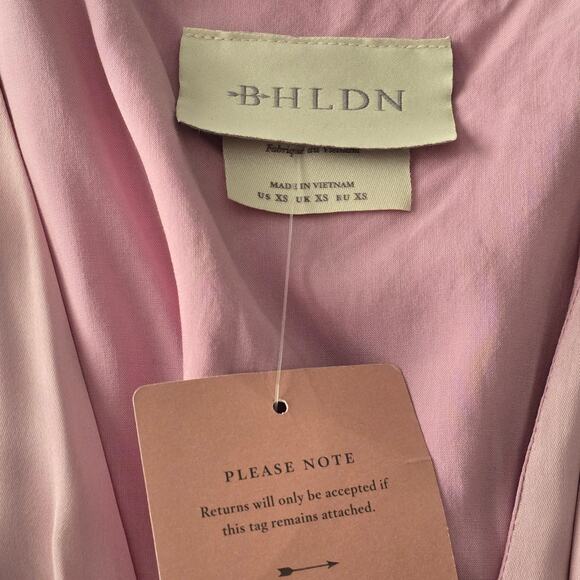 BHLDN
Fabriqué au Vietnam
MADE IN VIETNAM
US XS UK XS EU XS
PLEASE NOTE
Returns will only be accepted if
this tag remains attached.